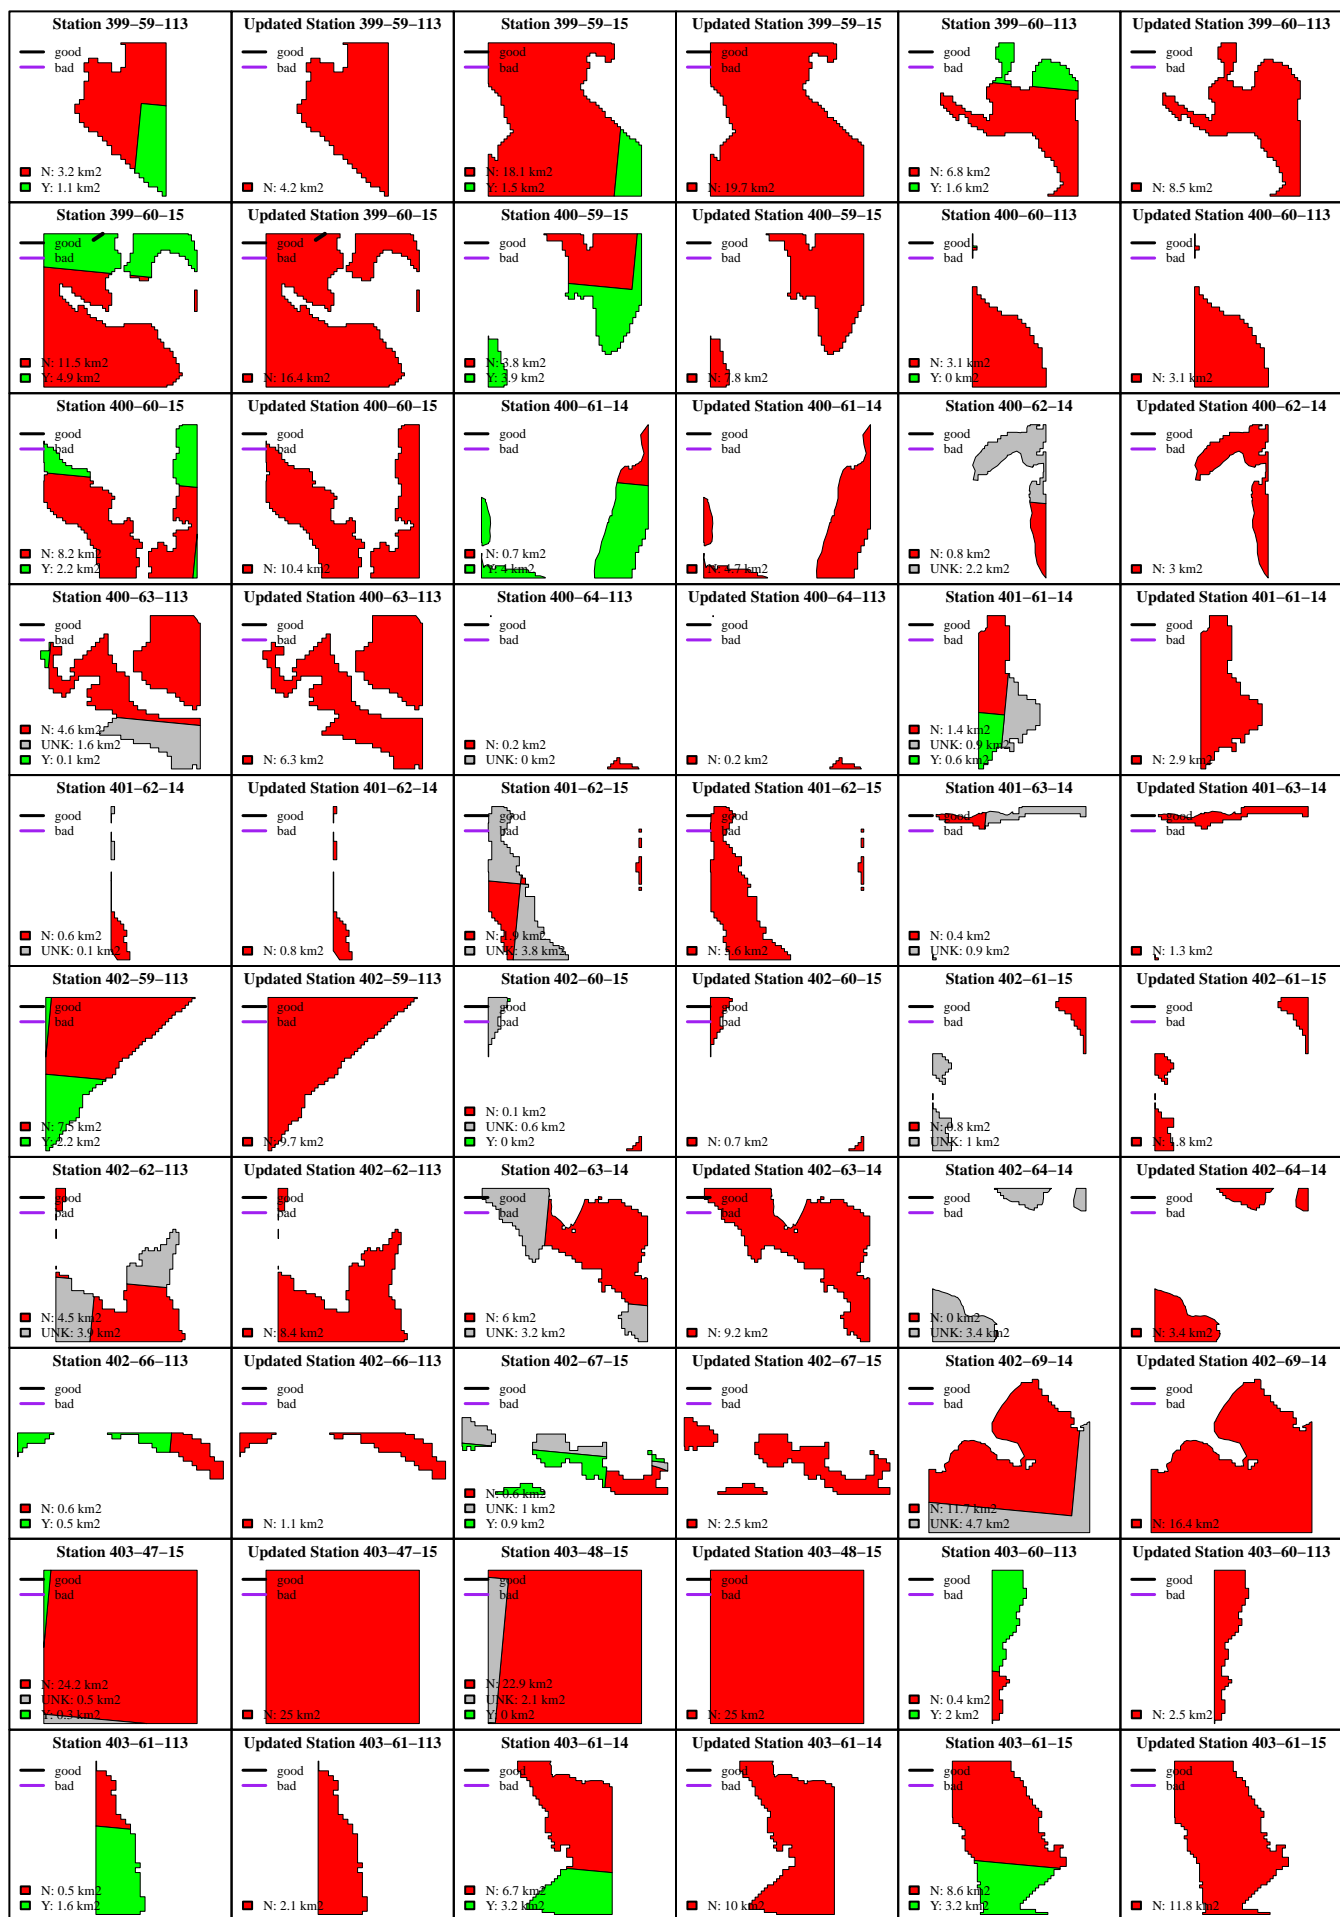 Station 399−59−113
good
bad
N: 3.2 km2
Y: 1.1 km2
Updated Station 399−59−113
good
bad
N: 4.2 km2
Station 399−59−15
good
bad
N: 18.1 km2
Y: 1.5 km2
Updated Station 399−59−15
good
bad
N: 19.7 km2
Station 399−60−113
good
bad
N: 6.8 km2
Y: 1.6 km2
Updated Station 399−60−113
good
bad
N: 8.5 km2
Station 399−60−15
good
bad
N: 11.5 km2
Y: 4.9 km2
Updated Station 399−60−15
good
bad
N: 16.4 km2
Station 400−59−15
good
bad
N: 3.8 km2
Y: 3.9 km2
Updated Station 400−59−15
good
bad
N: 7.8 km2
Station 400−60−113
good
bad
N: 3.1 km2
Y: 0 km2
Updated Station 400−60−113
good
bad
N: 3.1 km2
Station 400−60−15
good
bad
N: 8.2 km2
Y: 2.2 km2
Updated Station 400−60−15
good
bad
N: 10.4 km2
Station 400−61−14
good
bad
N: 0.7 km2
Y: 4 km2
Updated Station 400−61−14
good
bad
N: 4.7 km2
Station 400−62−14
good
bad
N: 0.8 km2
UNK: 2.2 km2
Updated Station 400−62−14
good
bad
N: 3 km2
Station 400−63−113
good
bad
N: 4.6 km2
UNK: 1.6 km2
Y: 0.1 km2
Updated Station 400−63−113
good
bad
N: 6.3 km2
Station 400−64−113
good
bad
N: 0.2 km2
UNK: 0 km2
Updated Station 400−64−113
good
bad
N: 0.2 km2
Station 401−61−14
good
bad
N: 1.4 km2
UNK: 0.9 km2
Y: 0.6 km2
Updated Station 401−61−14
good
bad
N: 2.9 km2
Station 401−62−14
good
bad
N: 0.6 km2
UNK: 0.1 km2
Updated Station 401−62−14
good
bad
N: 0.8 km2
Station 401−62−15
good
bad
N: 1.9 km2
UNK: 3.8 km2
Updated Station 401−62−15
good
bad
N: 5.6 km2
Station 401−63−14
good
bad
N: 0.4 km2
UNK: 0.9 km2
Updated Station 401−63−14
good
bad
N: 1.3 km2
Station 402−59−113
good
bad
N: 7.5 km2
Y: 2.2 km2
Updated Station 402−59−113
good
bad
N: 9.7 km2
Station 402−60−15
good
bad
N: 0.1 km2
UNK: 0.6 km2
Y: 0 km2
Updated Station 402−60−15
good
bad
N: 0.7 km2
Station 402−61−15
good
bad
N: 0.8 km2
UNK: 1 km2
Updated Station 402−61−15
good
bad
N: 1.8 km2
Station 402−62−113
good
bad
N: 4.5 km2
UNK: 3.9 km2
Updated Station 402−62−113
good
bad
N: 8.4 km2
Station 402−63−14
good
bad
N: 6 km2
UNK: 3.2 km2
Updated Station 402−63−14
good
bad
N: 9.2 km2
Station 402−64−14
good
bad
N: 0 km2
UNK: 3.4 km2
Updated Station 402−64−14
good
bad
N: 3.4 km2
Station 402−66−113
good
bad
N: 0.6 km2
Y: 0.5 km2
Updated Station 402−66−113
good
bad
N: 1.1 km2
Station 402−67−15
good
bad
N: 0.6 km2
UNK: 1 km2
Y: 0.9 km2
Updated Station 402−67−15
good
bad
N: 2.5 km2
Station 402−69−14
good
bad
N: 11.7 km2
UNK: 4.7 km2
Updated Station 402−69−14
good
bad
N: 16.4 km2
Station 403−47−15
good
bad
N: 24.2 km2
UNK: 0.5 km2
Y: 0.3 km2
Updated Station 403−47−15
good
bad
N: 25 km2
Station 403−48−15
good
bad
N: 22.9 km2
UNK: 2.1 km2
Y: 0 km2
Updated Station 403−48−15
good
bad
N: 25 km2
Station 403−60−113
good
bad
N: 0.4 km2
Y: 2 km2
Updated Station 403−60−113
good
bad
N: 2.5 km2
Station 403−61−113
good
bad
N: 0.5 km2
Y: 1.6 km2
Updated Station 403−61−113
good
bad
N: 2.1 km2
Station 403−61−14
good
bad
N: 6.7 km2
Y: 3.2 km2
Updated Station 403−61−14
good
bad
N: 10 km2
Station 403−61−15
good
bad
N: 8.6 km2
Y: 3.2 km2
Updated Station 403−61−15
good
bad
N: 11.8 km2